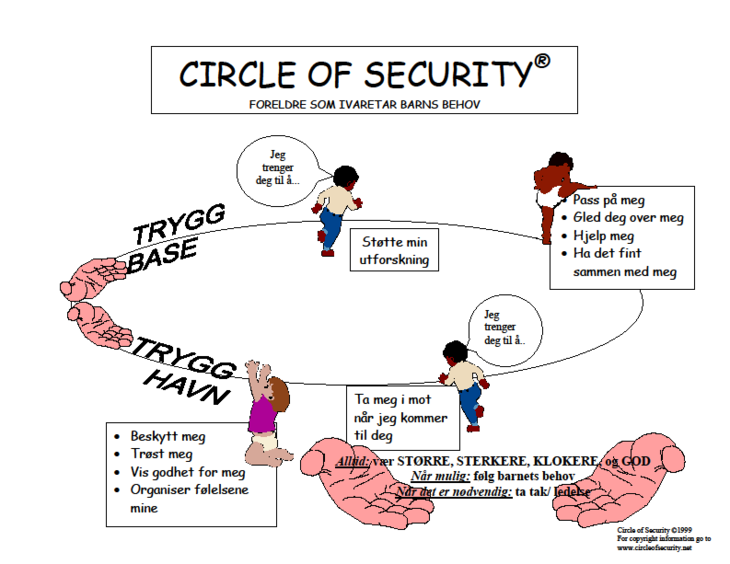 CIRCLE OF SECURITY®
FORELDRE SOM IVARETAR BARNS BEHOV
Jeg
trenger
deg til å...
TRYGG
BASE
Støtte min
utforskning
• Pass på meg
• Gled deg over meg
• Hjelp meg
• Ha det fint
sammen med meg
Jeg
trenger
deg til å..
TRYGG
HAVN
Ta meg i mot
når jeg kommer
til deg
• Beskytt meg
• Trøst meg
• Vis godhet for meg
• Organiser følelsene
mine
Alltid: vær STØRRE, STERKERE, KLOKERE, og GOD
Når mulig: følg barnets behov
Når det er nødvendig: ta tak/ ledelse
Circle of Security ©1999
For copyright information go to
www.circleofsecurity.net